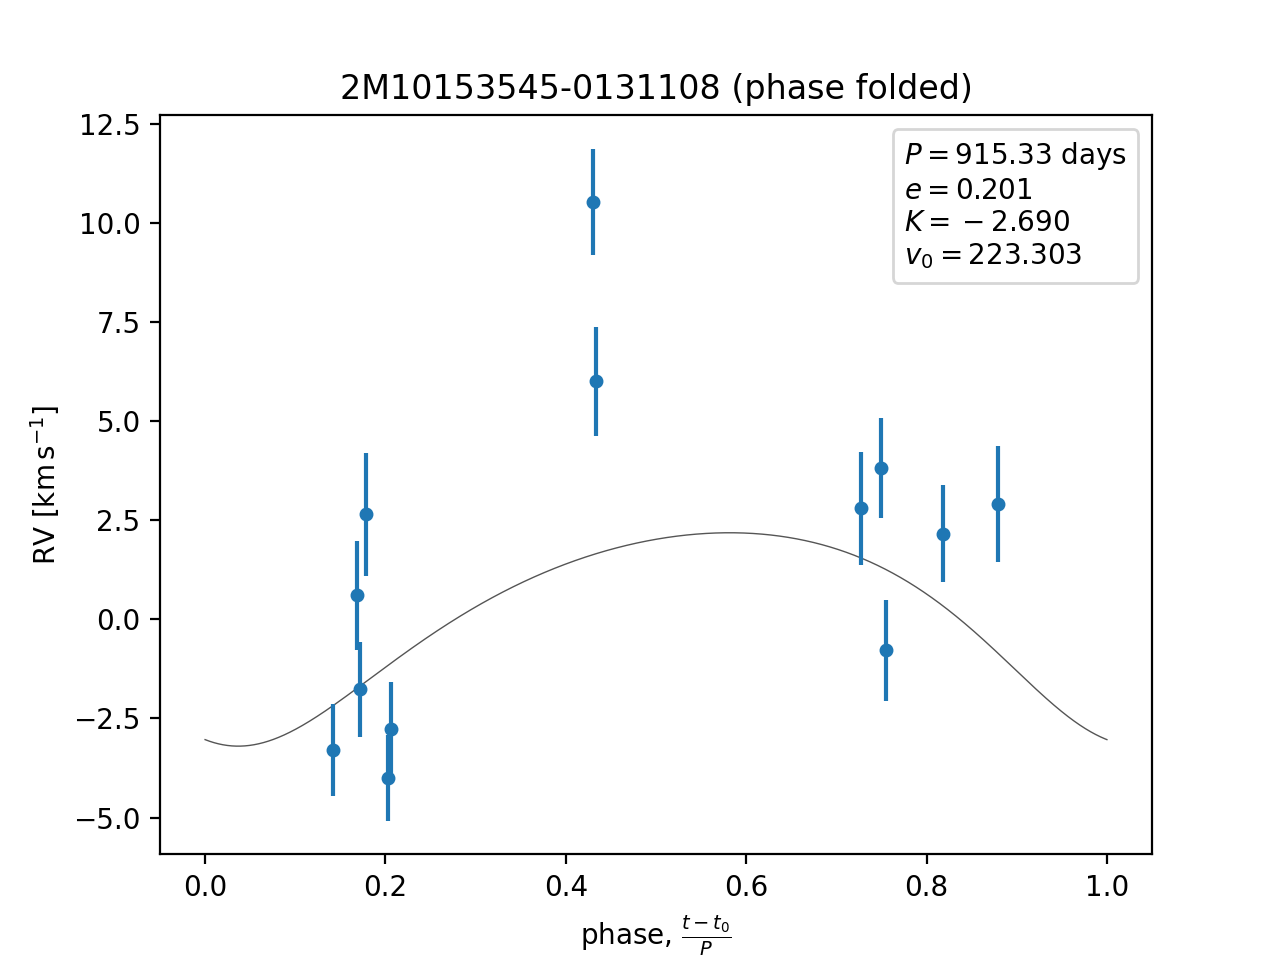 2M10153545-0131108 (phase folded)
12.5
10.0
7.5
5.0
2.5
0.0
−2.5
−5.0
RV [km s⁻¹]
P = 915.33 days
e = 0.201
K = − 2.690
v₀ = 223.303
0.0 0.2 0.4 0.6 0.8 1.0
phase, (t − t₀)/P